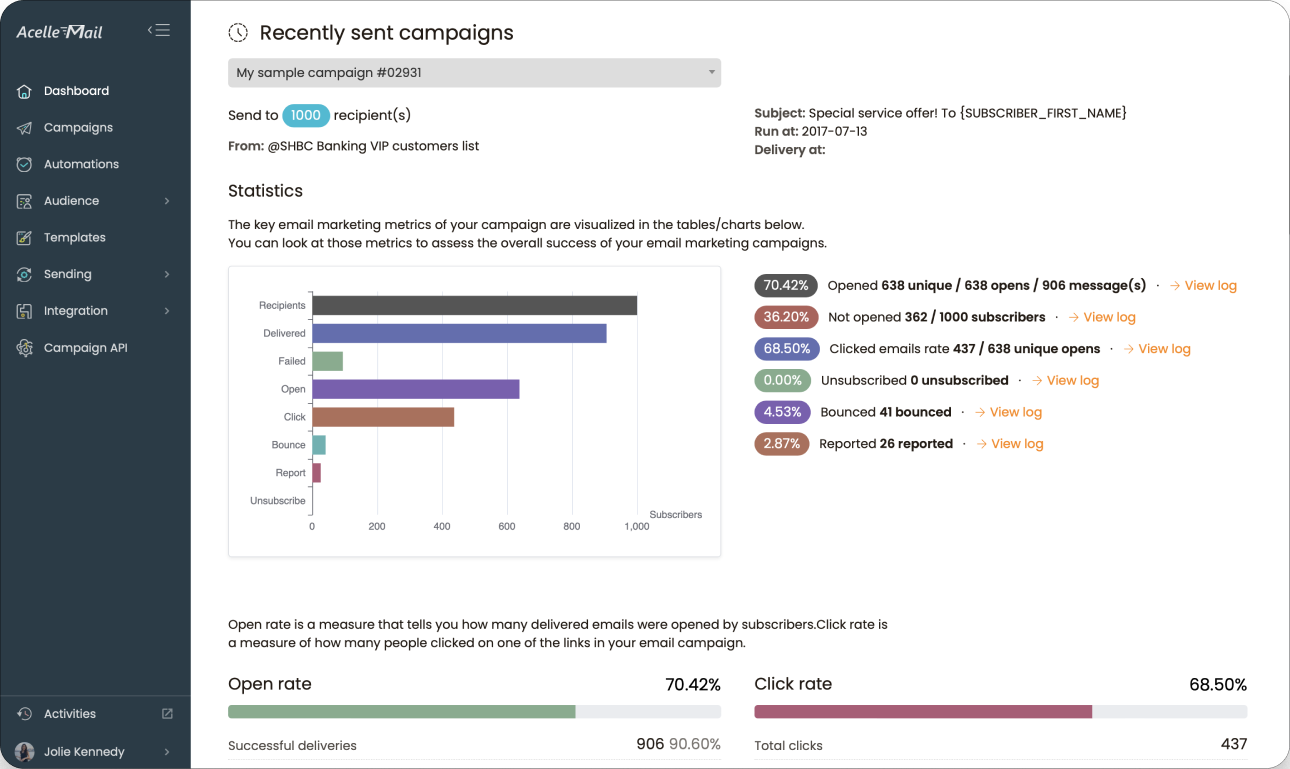 AcelleMail
Recently sent campaigns
My sample campaign #02931
Dashboard
Campaigns
Automations
Audience
Templates
Sending
Integration
Campaign API
Activities
Jolie Kennedy
Send to 1000 recipient(s)
From: @SHBC Banking VIP customers list
Subject: Special service offer! To {SUBSCRIBER_FIRST_NAME}
Run at: 2017-07-13
Delivery at:
Statistics
The key email marketing metrics of your campaign are visualized in the tables/charts below.
You can look at those metrics to assess the overall success of your email marketing campaigns.
Recipients
Delivered
Failed
Open
Click
Bounce
Report
Unsubscribe
0 200 400 600 800 1,000
Subscribers
70.42% Opened 638 unique / 638 opens / 906 message(s) · → View log
36.20% Not opened 362 / 1000 subscribers · → View log
68.50% Clicked emails rate 437 / 638 unique opens · → View log
0.00% Unsubscribed 0 unsubscribed · → View log
4.53% Bounced 41 bounced · → View log
2.87% Reported 26 reported · → View log
Open rate is a measure that tells you how many delivered emails were opened by subscribers.Click rate is
a measure of how many people clicked on one of the links in your email campaign.
Open rate 70.42%
Successful deliveries 906 90.60%
Click rate 68.50%
Total clicks 437